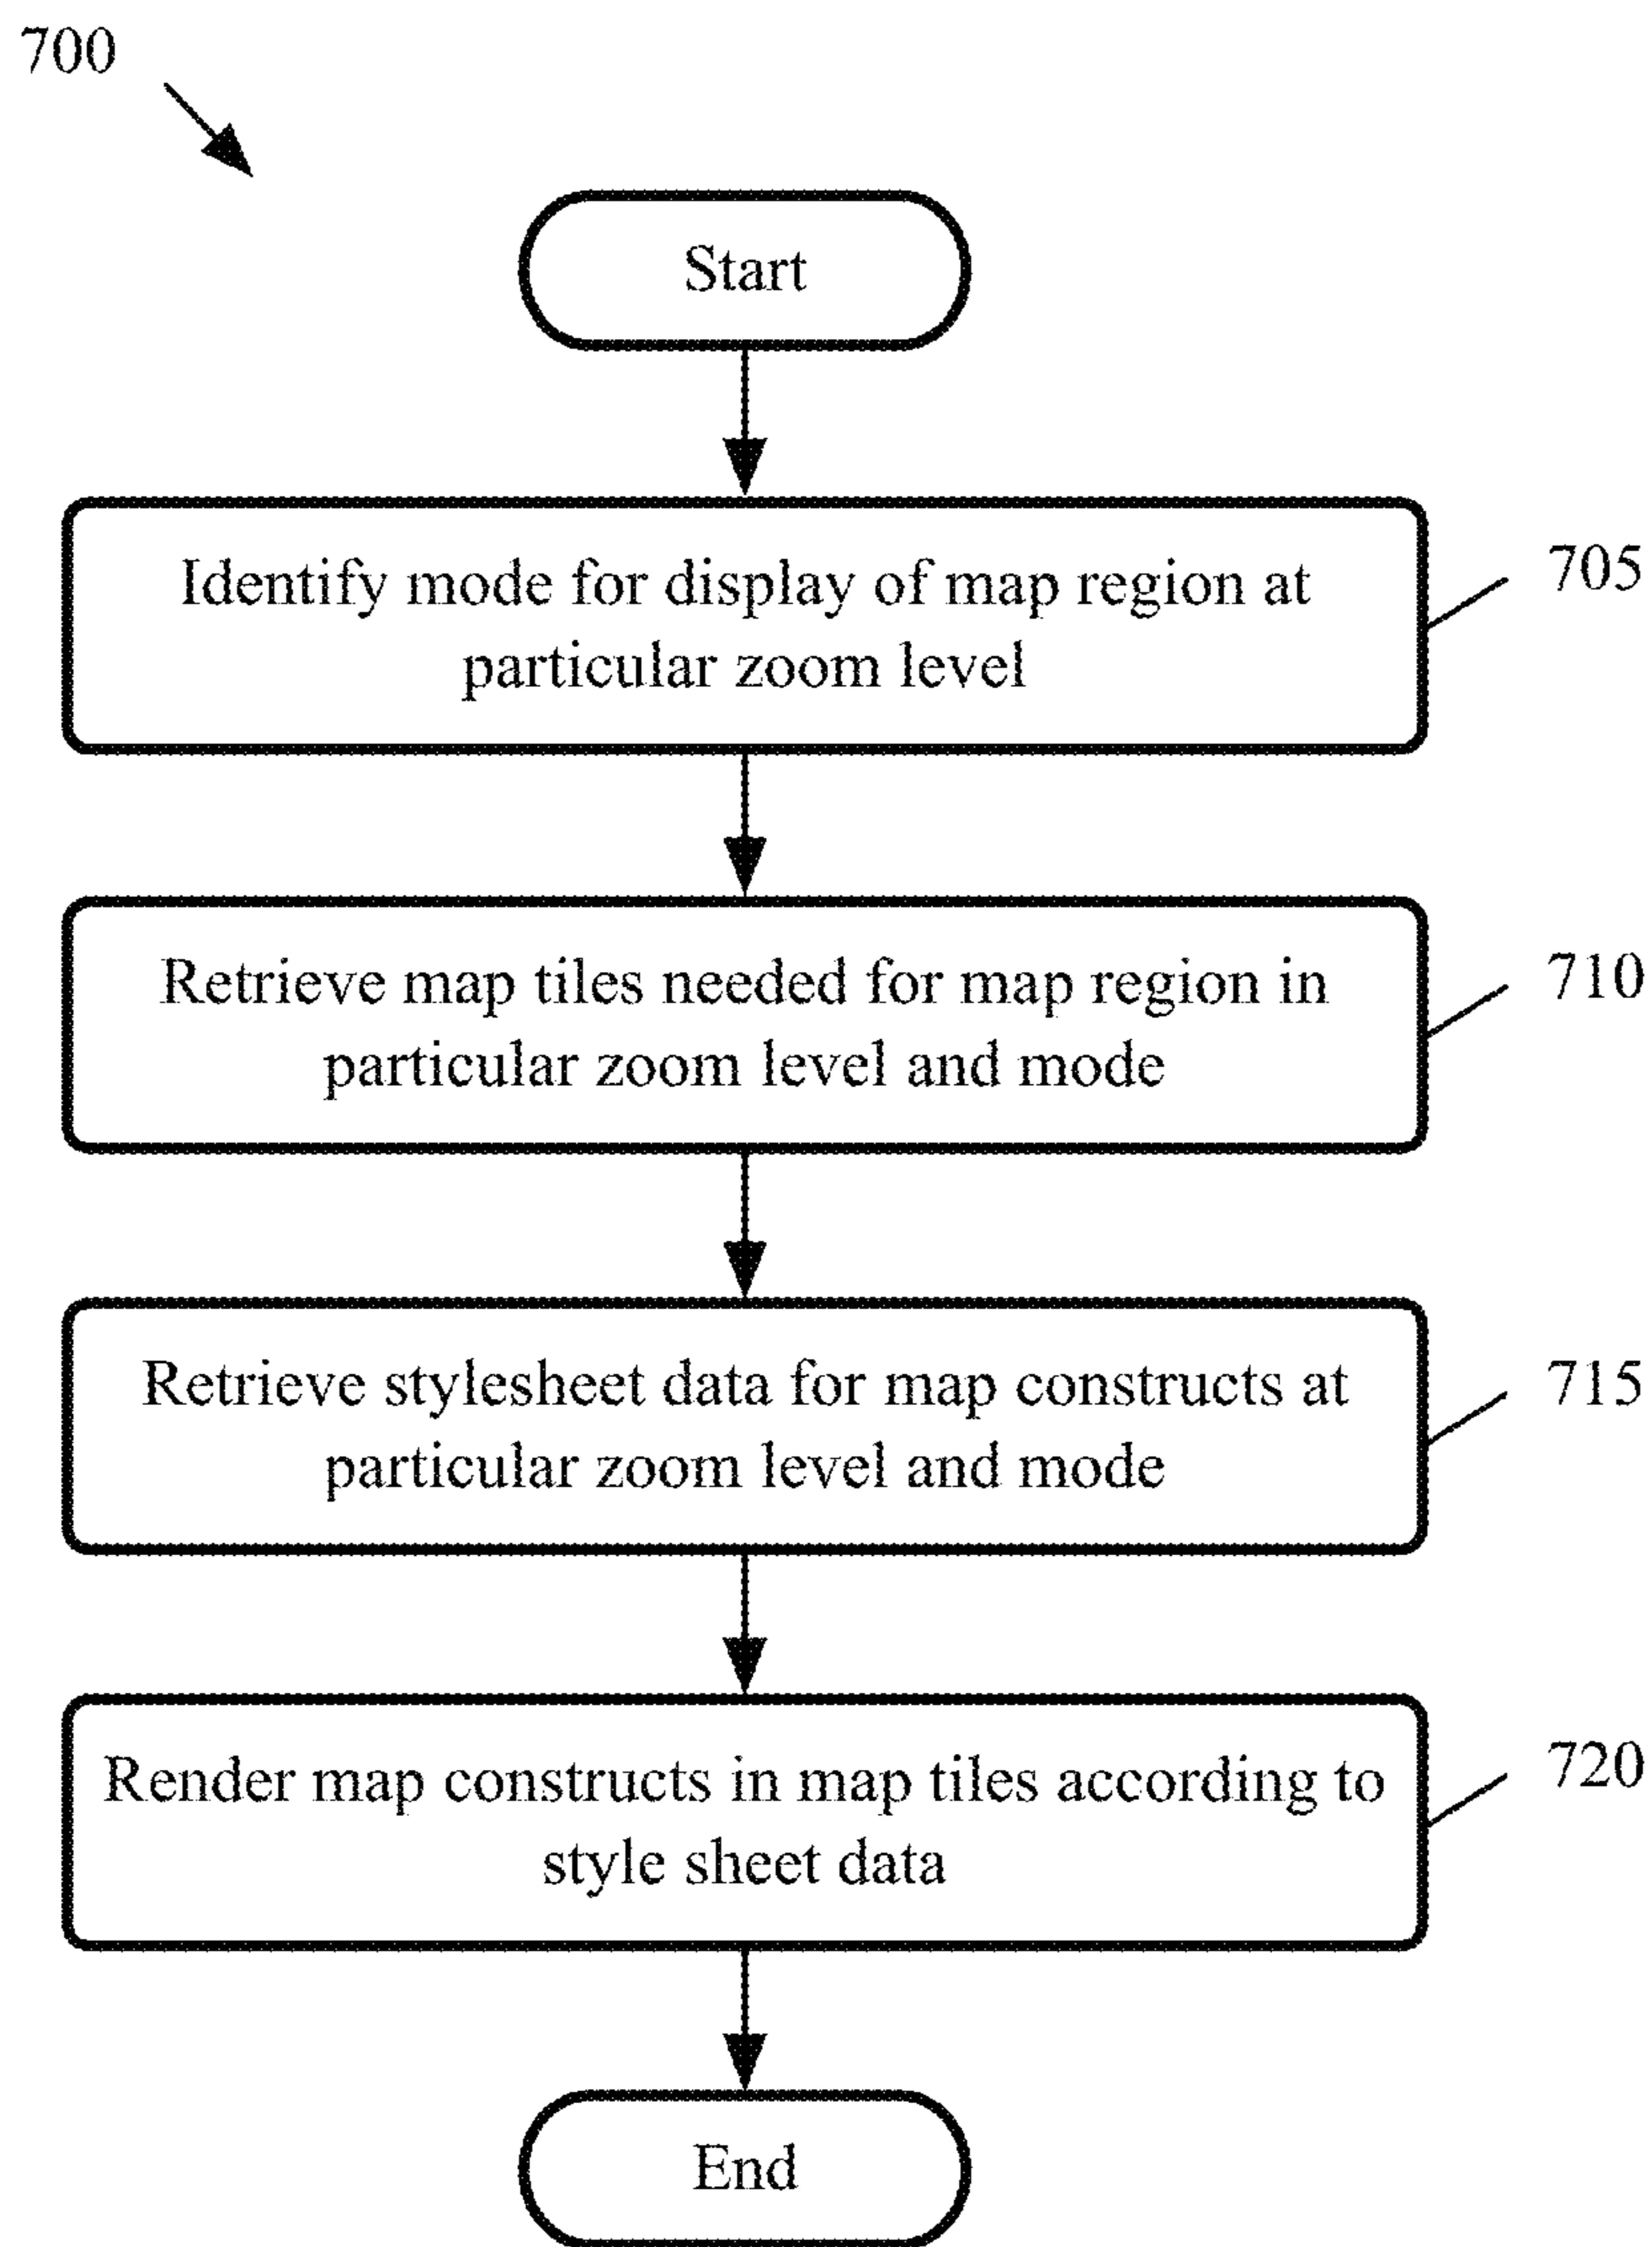 700
Start
Identify mode for display of map region at
particular zoom level
705
Retrieve map tiles needed for map region in
particular zoom level and mode
710
Retrieve stylesheet data for map constructs at
particular zoom level and mode
715
Render map constructs in map tiles according to
style sheet data
720
End